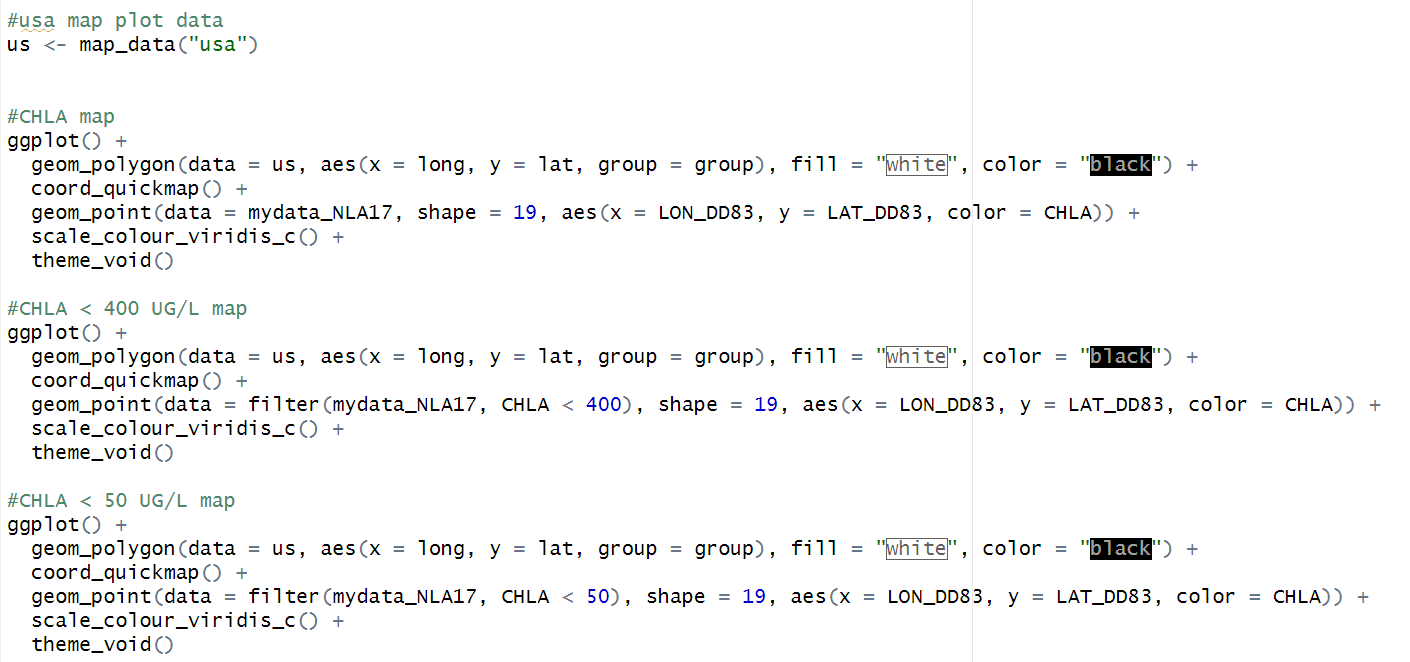 #usa map plot data
us <- map_data("usa")
#CHLA map
ggplot() +
  geom_polygon(data = us, aes(x = long, y = lat, group = group), fill = "white", color = "black") +
  coord_quickmap() +
  geom_point(data = mydata_NLA17, shape = 19, aes(x = LON_DD83, y = LAT_DD83, color = CHLA)) +
  scale_colour_viridis_c() +
  theme_void()
#CHLA < 400 UG/L map
ggplot() +
  geom_polygon(data = us, aes(x = long, y = lat, group = group), fill = "white", color = "black") +
  coord_quickmap() +
  geom_point(data = filter(mydata_NLA17, CHLA < 400), shape = 19, aes(x = LON_DD83, y = LAT_DD83, color = CHLA)) +
  scale_colour_viridis_c() +
  theme_void()
#CHLA < 50 UG/L map
ggplot() +
  geom_polygon(data = us, aes(x = long, y = lat, group = group), fill = "white", color = "black") +
  coord_quickmap() +
  geom_point(data = filter(mydata_NLA17, CHLA < 50), shape = 19, aes(x = LON_DD83, y = LAT_DD83, color = CHLA)) +
  scale_colour_viridis_c() +
  theme_void()